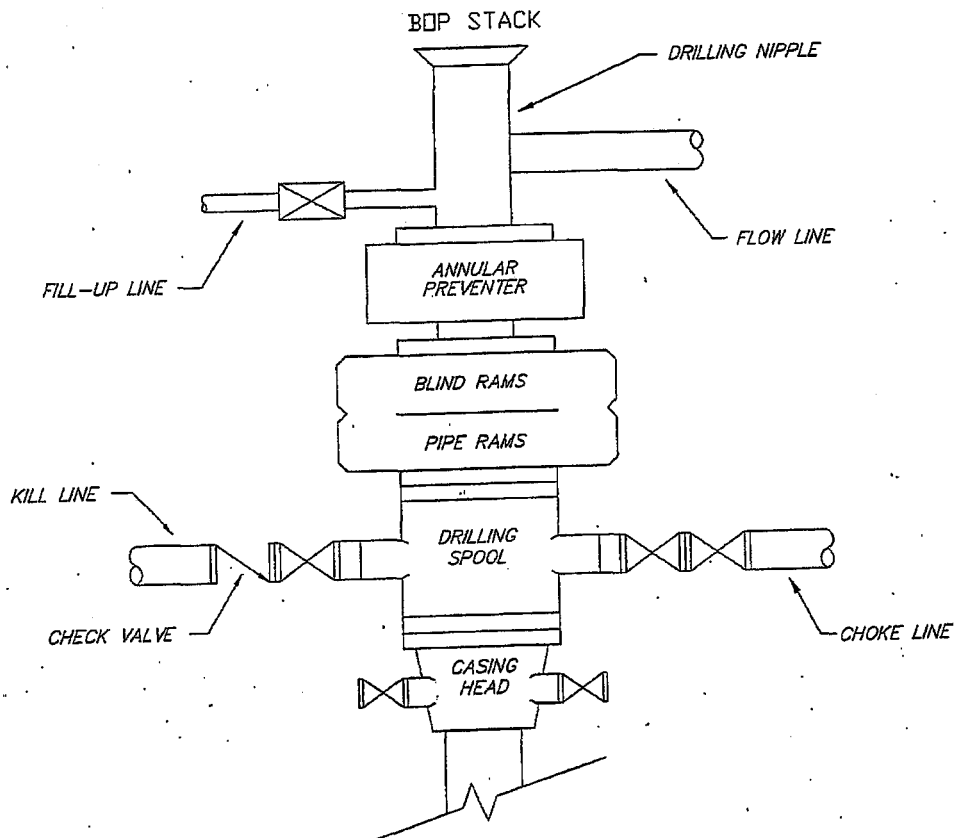 BOP STACK
DRILLING NIPPLE
FLOW LINE
FILL-UP LINE
ANNULAR
PREVENTER
BLIND RAMS
PIPE RAMS
KILL LINE
DRILLING
SPOOL
CHECK VALVE
CHOKE LINE
CASING
HEAD